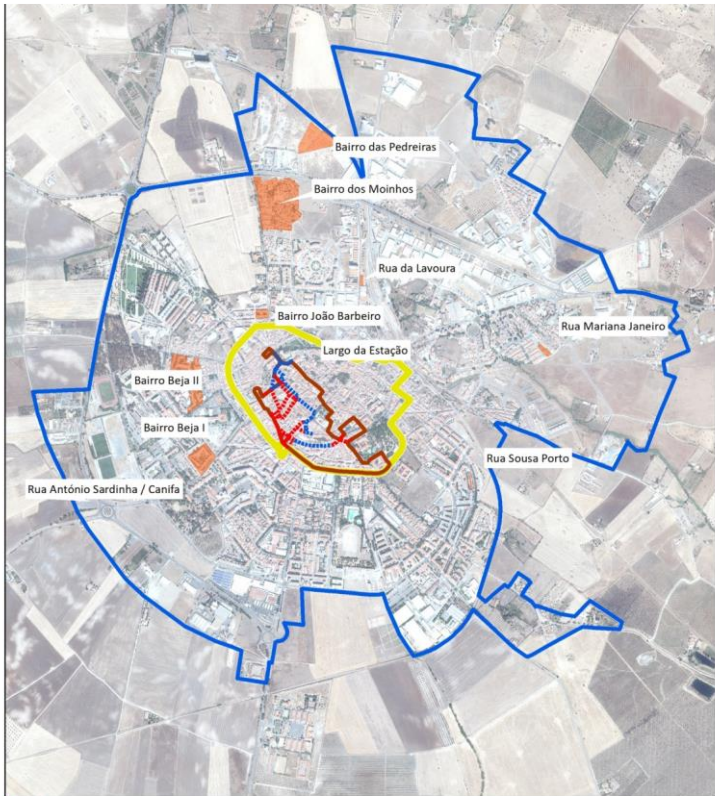 Bairro das Pedreiras
Bairro dos Moinhos
Rua da Lavoura
Bairro João Barbeiro
Rua Mariana Janeiro
Largo da Estação
Bairro Beja II
Bairro Beja I
Rua Sousa Porto
Rua António Sardinha / Canifa